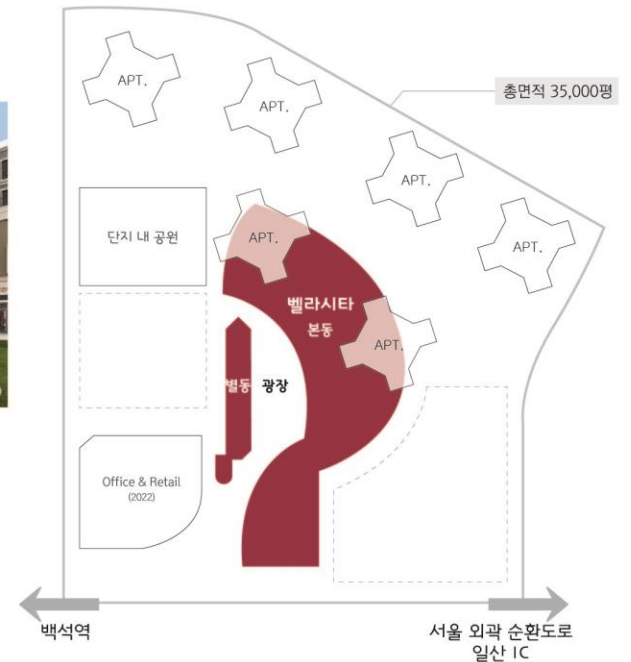 APT.
APT.
총면적 35,000평
APT.
APT.
APT.
단지 내 공원
벨라시타
본동
APT.
별동 광장
Office & Retail
(2022)
백석역
서울 외곽 순환도로
일산 IC